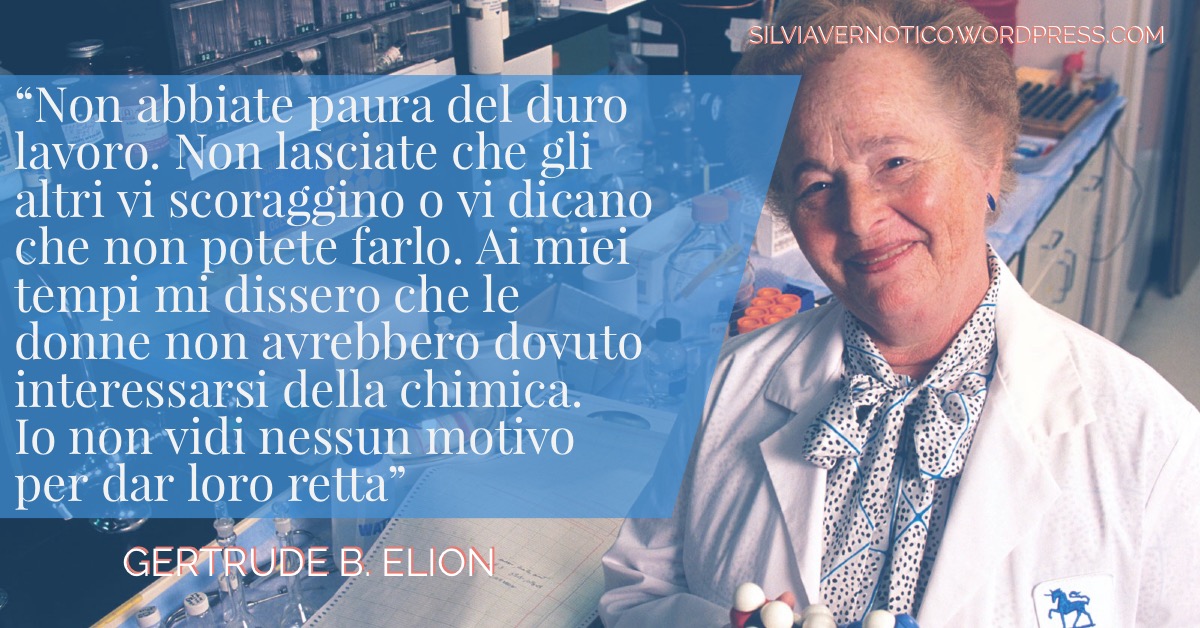 SILVIAVERNOTICO.WORDPRESS.COM
“Non abbiate paura del duro
lavoro. Non lasciate che gli
altri vi scoraggino o vi dicano
che non potete farlo. Ai miei
tempi mi dissero che le
donne non avrebbero dovuto
interessarsi della chimica.
Io non vidi nessun motivo
per dar loro retta”
GERTRUDE B. ELION